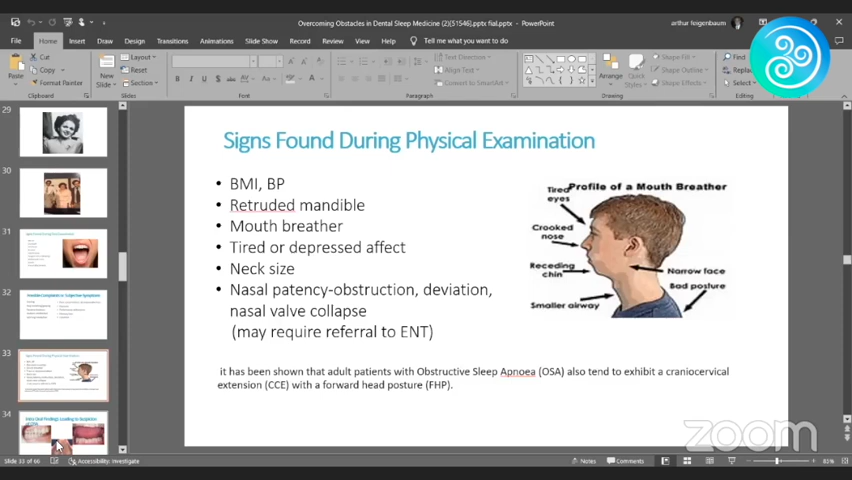 Overcoming Obstacles in Dental Sleep Medicine (2)[51546].pptx fial.pptx - PowerPoint
arthur feigenbaum
File Home Insert Draw Design Transitions Animations Slide Show Record Review View Help Tell me what you want to do
Cut
Copy
Format Painter
Paste
Clipboard
New
Slide
Layout
Reset
Section
Slides
Font
Text Direction
Align Text
Convert to SmartArt
Paragraph
Arrange
Quick
Styles
Shape Fill
Shape Outline
Shape Effects
Drawing
Find
Select
Editing
29
30
31
32
33
34
Signs Found During Physical Examination
• BMI, BP
• Retruded mandible
• Mouth breather
• Tired or depressed affect
• Neck size
• Nasal patency-obstruction, deviation,
nasal valve collapse
(may require referral to ENT)
Profile of a Mouth Breather
Tired
eyes
Crooked
nose
Receding
chin
Narrow face
Bad posture
Smaller airway
it has been shown that adult patients with Obstructive Sleep Apnoea (OSA) also tend to exhibit a craniocervical
extension (CCE) with a forward head posture (FHP).
zoom
Slide 33 of 66
Accessibility: Investigate
Notes
Comments
83%